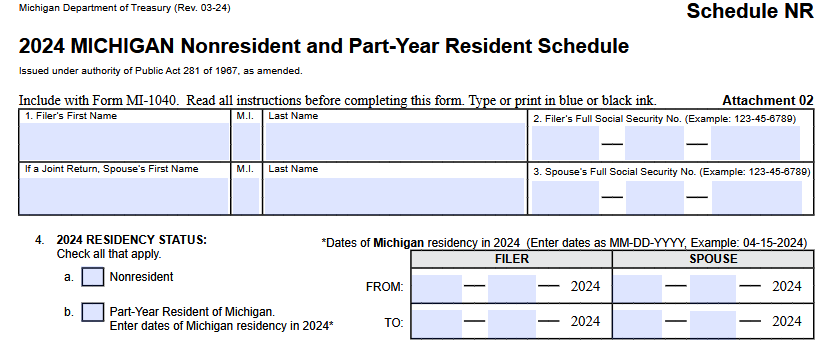 Michigan Department of Treasury (Rev. 03-24)
Schedule NR
2024 MICHIGAN Nonresident and Part-Year Resident Schedule
Issued under authority of Public Act 281 of 1967, as amended.
Include with Form MI-1040. Read all instructions before completing this form. Type or print in blue or black ink.
Attachment 02
1. Filer's First Name M.I. Last Name
2. Filer's Full Social Security No. (Example: 123-45-6789)
— —
If a Joint Return, Spouse's First Name M.I. Last Name
3. Spouse's Full Social Security No. (Example: 123-45-6789)
— —
4. 2024 RESIDENCY STATUS:
Check all that apply.
*Dates of Michigan residency in 2024 (Enter dates as MM-DD-YYYY, Example: 04-15-2024)
FILER SPOUSE
a. Nonresident
FROM: — — 2024 — — 2024
b. Part-Year Resident of Michigan.
Enter dates of Michigan residency in 2024*
TO: — — 2024 — — 2024